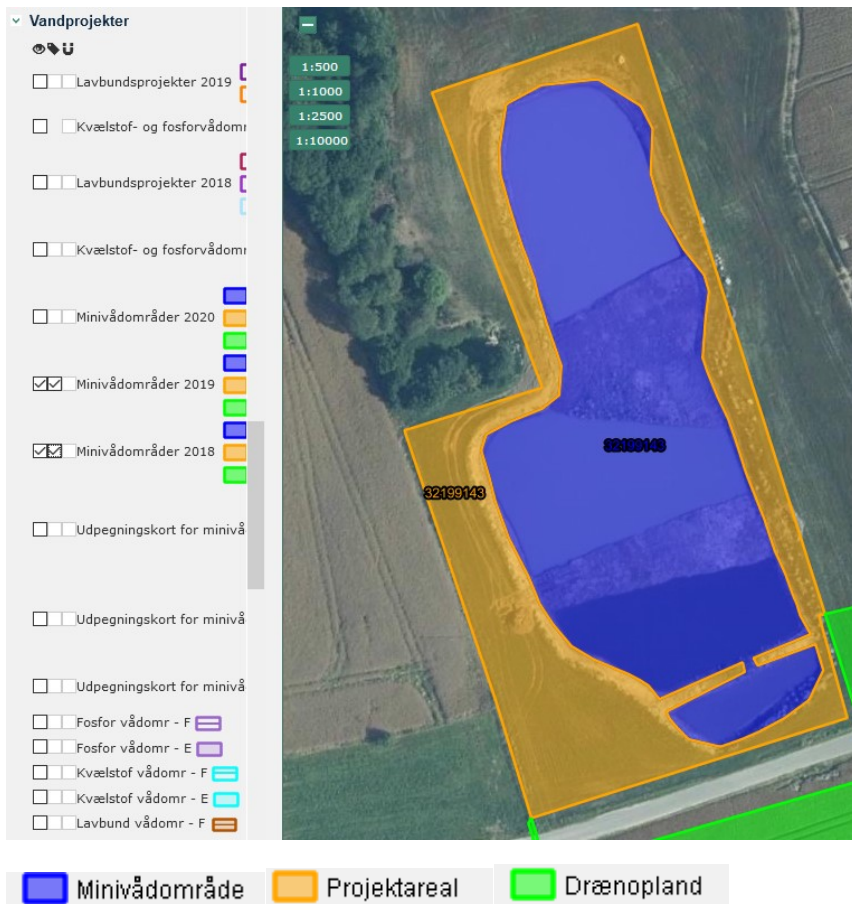 Vandprojekter
Lavbundsprojekter 2019
Kvælstof- og fosforvådomr
Lavbundsprojekter 2018
Kvælstof- og fosforvådomr
Minivådområder 2020
Minivådområder 2019
Minivådområder 2018
Udpegningskort for minivå
Udpegningskort for minivå
Udpegningskort for minivå
Fosfor vådomr - F
Fosfor vådomr - E
Kvælstof vådomr - F
Kvælstof vådomr - E
Lavbund vådomr - F
1:500
1:1000
1:2500
1:10000
32199143
32199143
Minivådområde
Projektareal
Drænopland